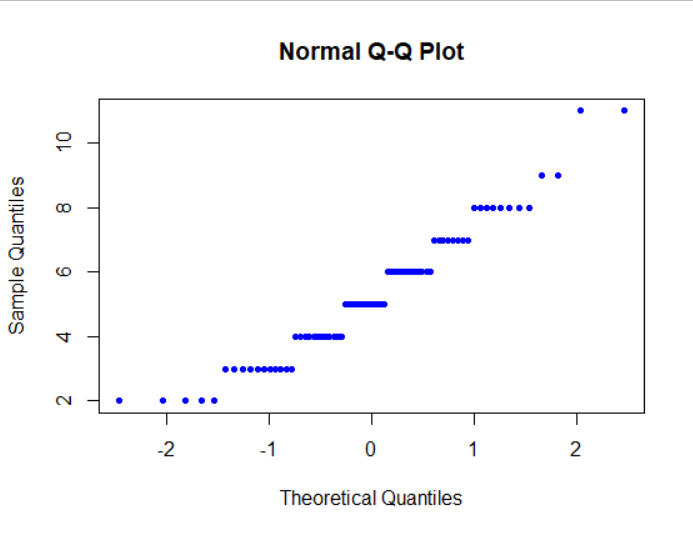 Normal Q-Q Plot
10
8
6
4
2
Sample Quantiles
-2 -1 0 1 2
Theoretical Quantiles